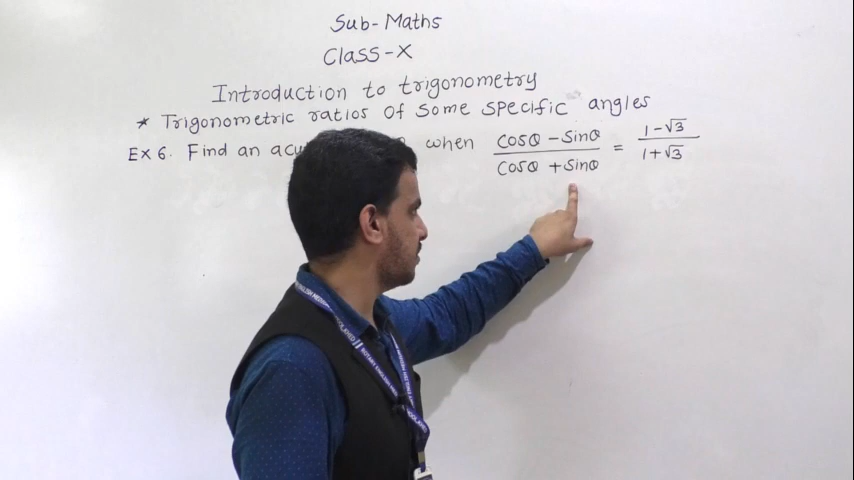 Sub-Maths
Class-X
Introduction to trigonometry
* Trigonometric ratios of some specific angles
Ex 6. Find an acu when cosθ - sinθ / cosθ + sinθ = 1-√3 / 1+√3